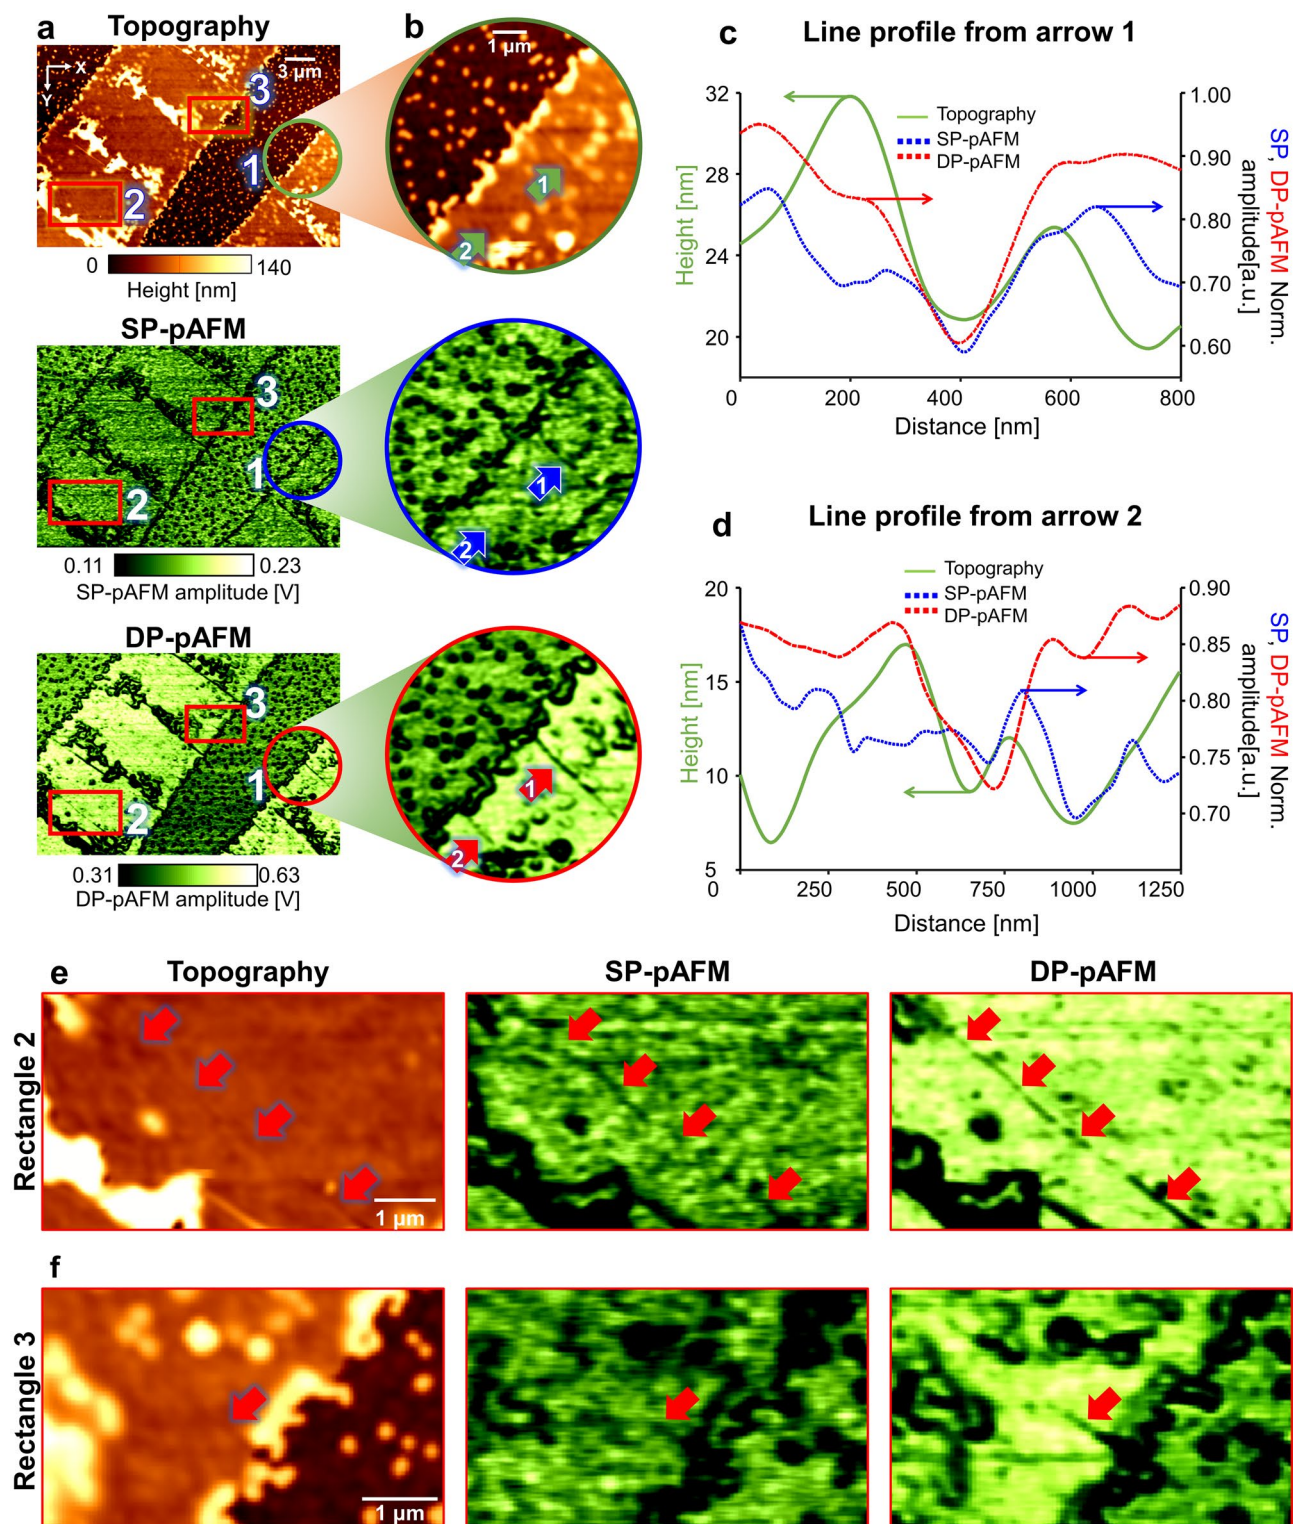 a
Topography
X
Y
3 µm
3
1
2
0
140
Height [nm]
SP-pAFM
3
1
2
0.11
0.23
SP-pAFM amplitude [V]
DP-pAFM
3
1
2
0.31
0.63
DP-pAFM amplitude [V]
b
1 µm
1
2
1
2
1
2
c
Line profile from arrow 1
Topography
SP-pAFM
DP-pAFM
32
28
24
20
Height [nm]
1.00
0.90
0.80
0.70
0.60
SP, DP-pAFM Norm.
amplitude[a.u.]
0
200
400
600
800
Distance [nm]
d
Line profile from arrow 2
Topography
SP-pAFM
DP-pAFM
20
15
10
5
Height [nm]
0.90
0.85
0.80
0.75
0.70
SP, DP-pAFM Norm.
amplitude[a.u.]
0
250
500
750
1000
1250
Distance [nm]
e
Topography
SP-pAFM
DP-pAFM
Rectangle 2
1 µm
f
Rectangle 3
1 µm